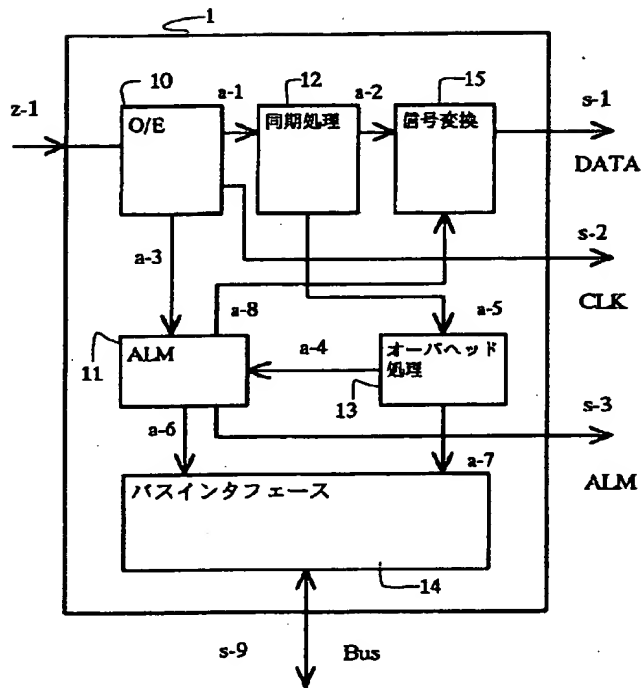 1
10
a-1
12
a-2
15
s-1
z-1
O/E
同期処理
信号変換
DATA
s-2
a-3
CLK
a-8
a-5
11
ALM
a-4
オーバヘッド
処理
13
s-3
a-6
a-7
ALM
バスインタフェース
14
s-9
Bus